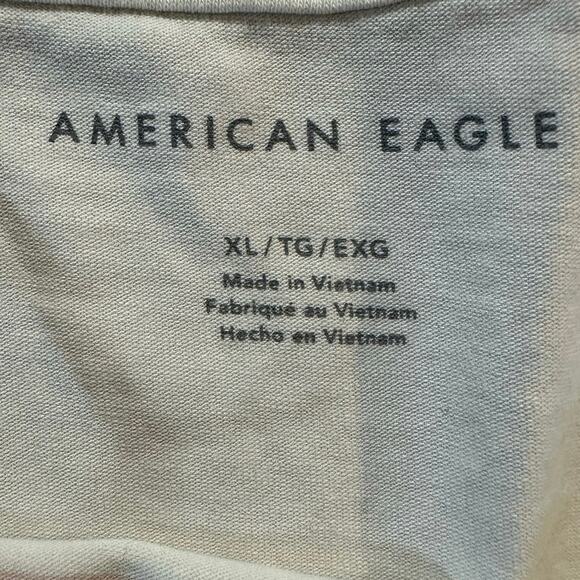 AMERICAN EAGLE
XL/TG/EXG
Made in Vietnam
Fabriqué au Vietnam
Hecho en Vietnam